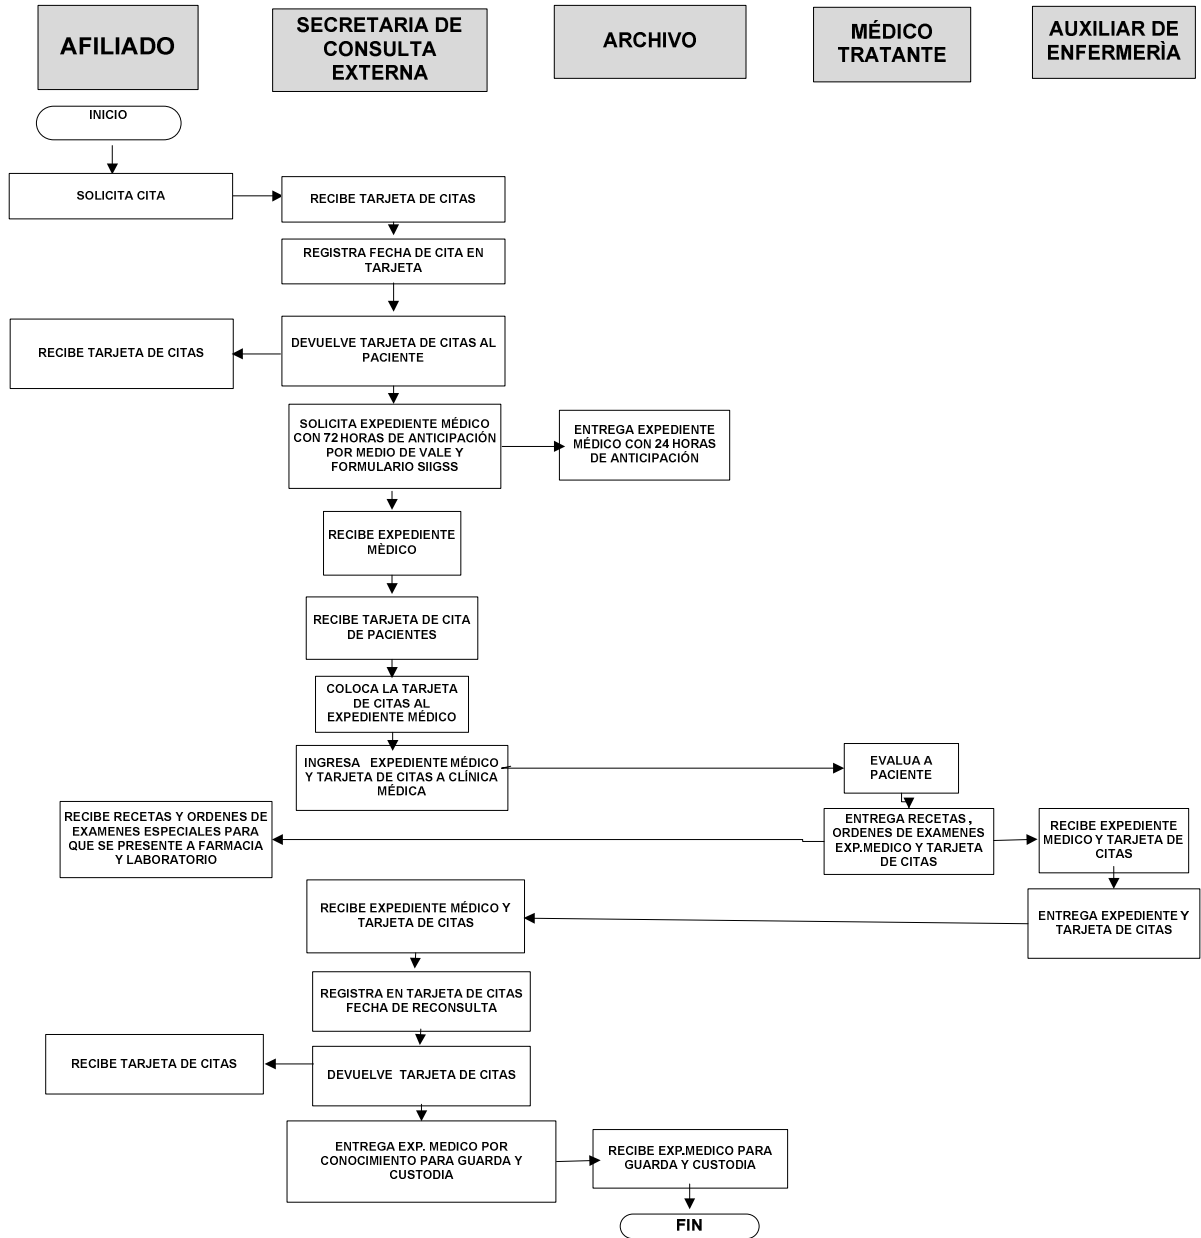 AFILIADO
SECRETARIA DE
CONSULTA
EXTERNA
ARCHIVO
MÉDICO
TRATANTE
AUXILIAR DE
ENFERMERÌA
INICIO
SOLICITA CITA
RECIBE TARJETA DE CITAS
REGISTRA FECHA DE CITA EN
TARJETA
DEVUELVE TARJETA DE CITAS AL
PACIENTE
RECIBE TARJETA DE CITAS
SOLICITA EXPEDIENTE MÉDICO
CON 72 HORAS DE ANTICIPACIÓN
POR MEDIO DE VALE Y
FORMULARIO SIIGSS
ENTREGA EXPEDIENTE
MÉDICO CON 24 HORAS
DE ANTICIPACIÓN
RECIBE EXPEDIENTE
MÈDICO
RECIBE TARJETA DE CITA
DE PACIENTES
COLOCA LA TARJETA
DE CITAS AL
EXPEDIENTE MÉDICO
INGRESA EXPEDIENTE MÉDICO
Y TARJETA DE CITAS A CLÍNICA
MÉDICA
EVALUA A
PACIENTE
RECIBE RECETAS Y ORDENES DE
EXAMENES ESPECIALES PARA
QUE SE PRESENTE A FARMACIA
Y LABORATORIO
ENTREGA RECETAS,
ORDENES DE EXAMENES
EXP.MEDICO Y TARJETA
DE CITAS
RECIBE EXPEDIENTE
MEDICO Y TARJETA DE
CITAS
RECIBE EXPEDIENTE MÉDICO Y
TARJETA DE CITAS
ENTREGA EXPEDIENTE Y
TARJETA DE CITAS
REGISTRA EN TARJETA DE CITAS
FECHA DE RECONSULTA
RECIBE TARJETA DE CITAS
DEVUELVE TARJETA DE CITAS
ENTREGA EXP. MEDICO POR
CONOCIMIENTO PARA GUARDA Y
CUSTODIA
RECIBE EXP.MEDICO PARA
GUARDA Y CUSTODIA
FIN